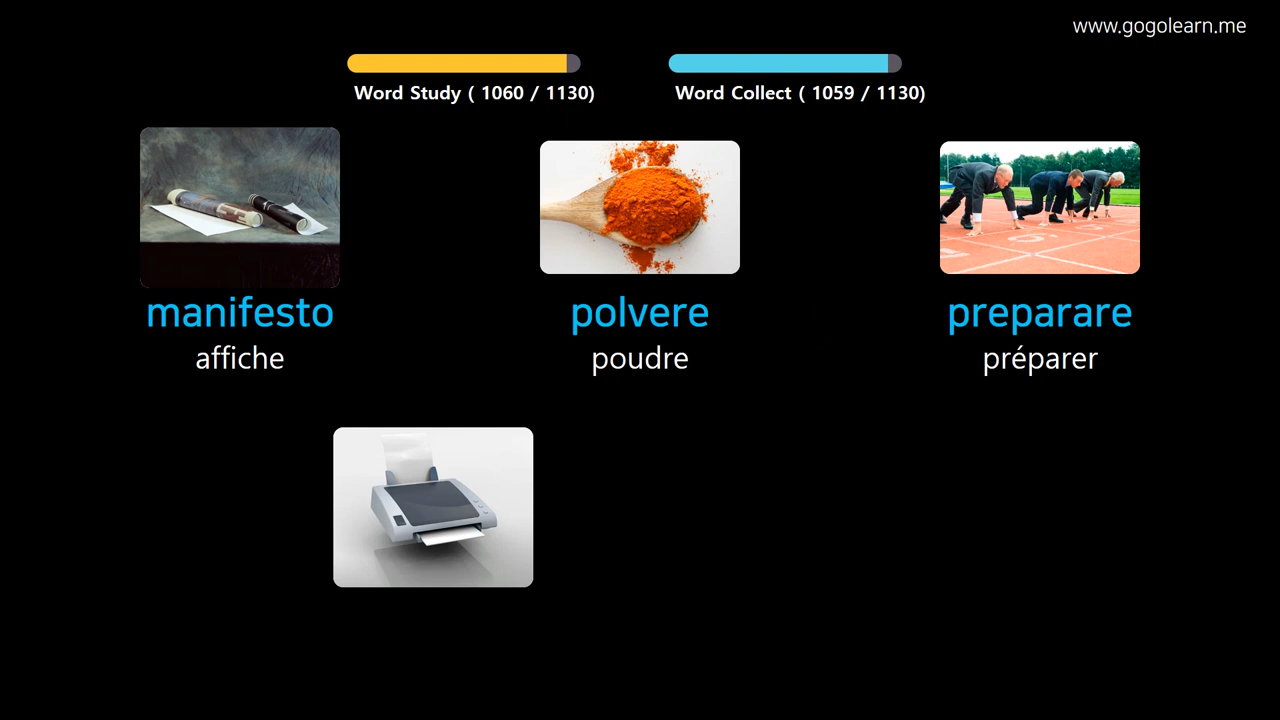 www.gogolearn.me
Word Study ( 1060 / 1130)
Word Collect ( 1059 / 1130)
manifesto
affiche
polvere
poudre
preparare
préparer